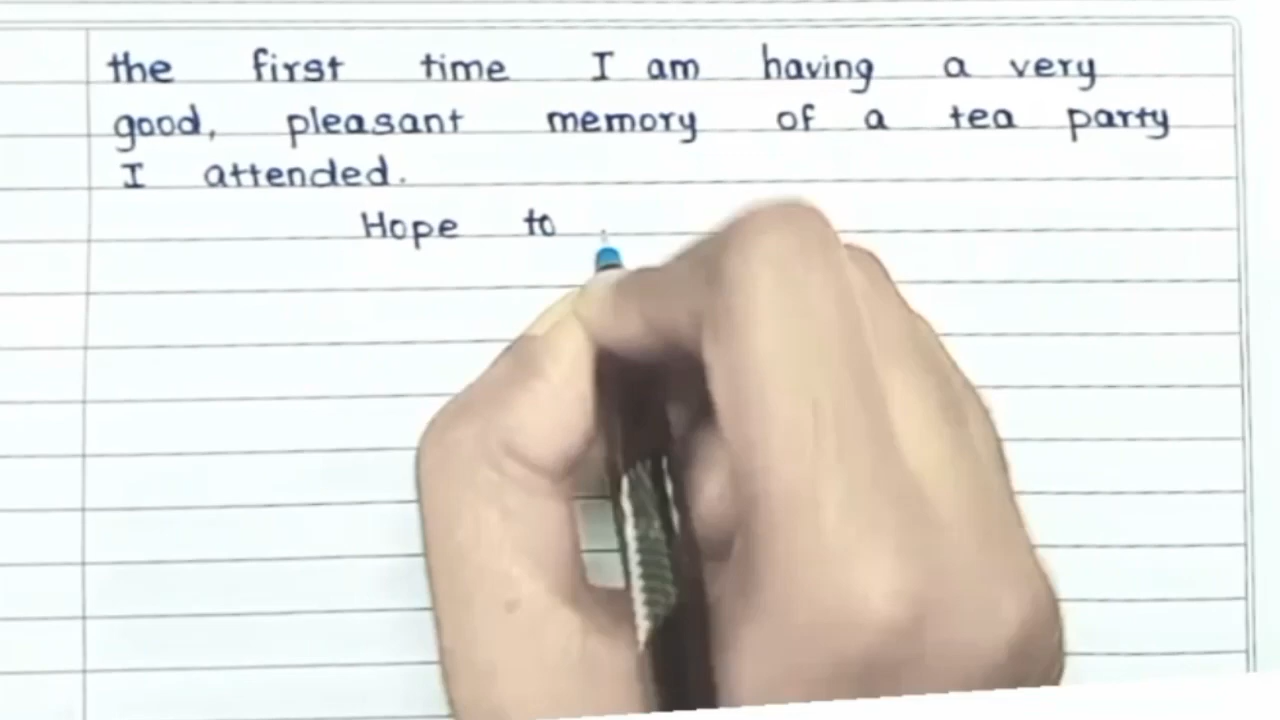 the first time I am having a very
good, pleasant memory of a tea party
I attended.
Hope to